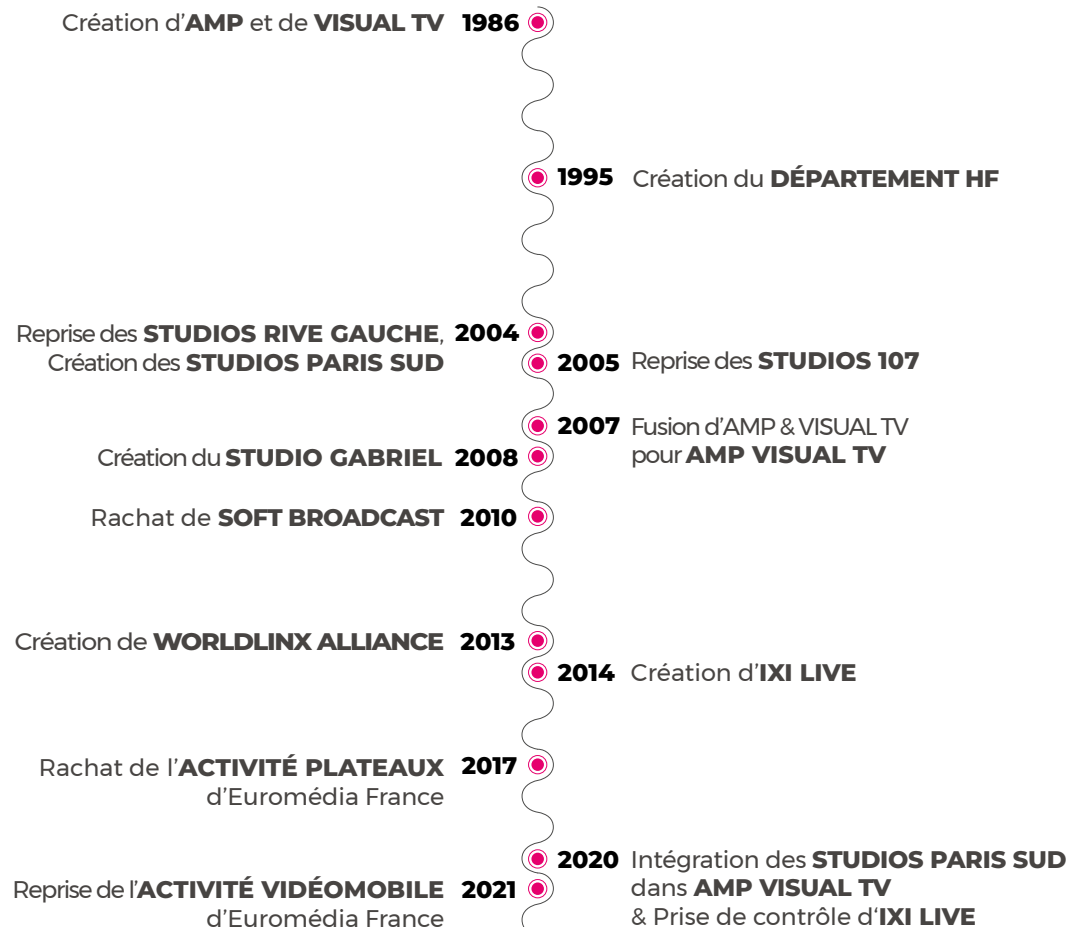 Création d’AMP et de VISUAL TV 1986
1995 Création du DÉPARTEMENT HF
Reprise des STUDIOS RIVE GAUCHE, 2004
Création des STUDIOS PARIS SUD
2005 Reprise des STUDIOS 107
2007 Fusion d’AMP & VISUAL TV
pour AMP VISUAL TV
Création du STUDIO GABRIEL 2008
Rachat de SOFT BROADCAST 2010
Création de WORLDLINX ALLIANCE 2013
2014 Création d’IXI LIVE
Rachat de l’ACTIVITÉ PLATEAUX 2017
d’Euromédia France
2020 Intégration des STUDIOS PARIS SUD
dans AMP VISUAL TV
& Prise de contrôle d‘IXI LIVE
Reprise de l’ACTIVITÉ VIDÉOMOBILE 2021
d’Euromédia France